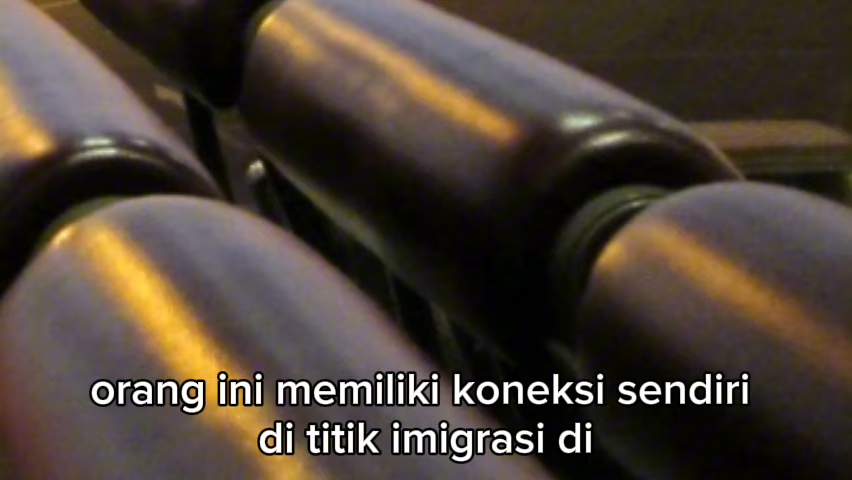 orang ini memiliki koneksi sendiri
di titik imigrasi di